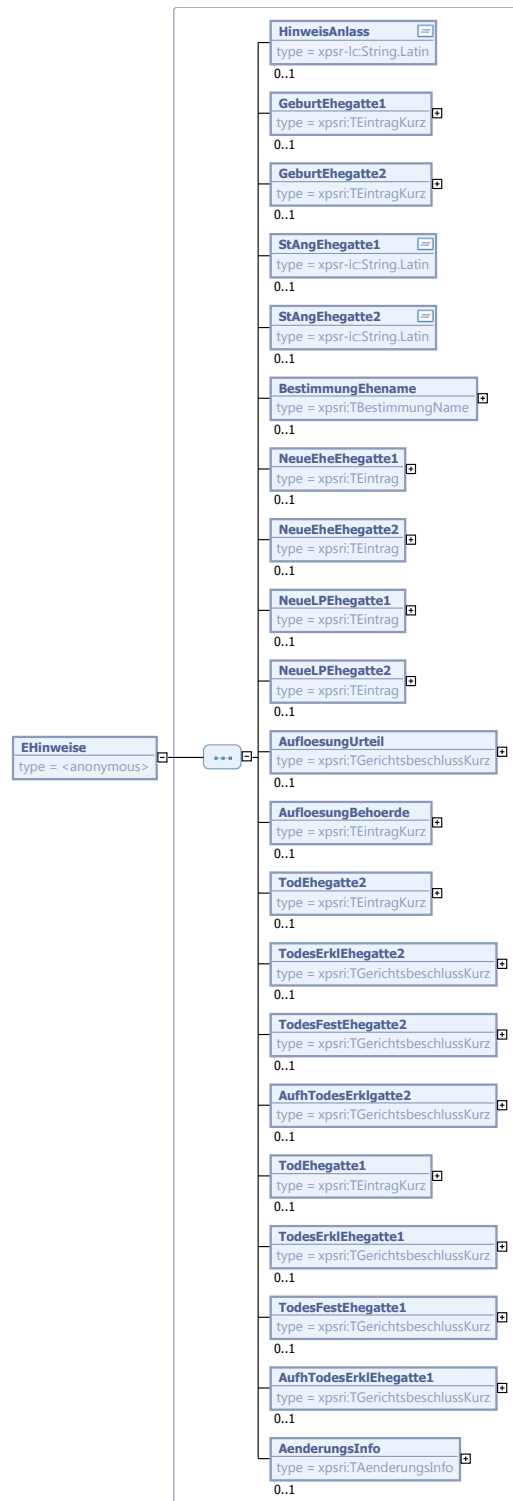 HinweisAnlass
type = xpsr-lc:String.Latin
0..1
GeburtEhegatte1
type = xpsri:TEintragKurz
0..1
GeburtEhegatte2
type = xpsri:TEintragKurz
0..1
StAngEhegatte1
type = xpsr-lc:String.Latin
0..1
StAngEhegatte2
type = xpsr-lc:String.Latin
0..1
BestimmungEhename
type = xpsri:TBestimmungName
0..1
NeueEheEhegatte1
type = xpsri:TEintrag
0..1
NeueEheEhegatte2
type = xpsri:TEintrag
0..1
NeueLPEhegatte1
type = xpsri:TEintrag
0..1
NeueLPEhegatte2
type = xpsri:TEintrag
0..1
EHinweise
type = <anonymous>
AufloesungUrteil
type = xpsri:TGerichtsbeschlussKurz
0..1
AufloesungBehoerde
type = xpsri:TEintragKurz
0..1
TodEhegatte2
type = xpsri:TEintragKurz
0..1
TodesErklEhegatte2
type = xpsri:TGerichtsbeschlussKurz
0..1
TodesFestEhegatte2
type = xpsri:TGerichtsbeschlussKurz
0..1
AufhTodesErklgatte2
type = xpsri:TGerichtsbeschlussKurz
0..1
TodEhegatte1
type = xpsri:TEintragKurz
0..1
TodesErklEhegatte1
type = xpsri:TGerichtsbeschlussKurz
0..1
TodesFestEhegatte1
type = xpsri:TGerichtsbeschlussKurz
0..1
AufhTodesErklEhegatte1
type = xpsri:TGerichtsbeschlussKurz
0..1
AenderungsInfo
type = xpsri:TAenderungsInfo
0..1